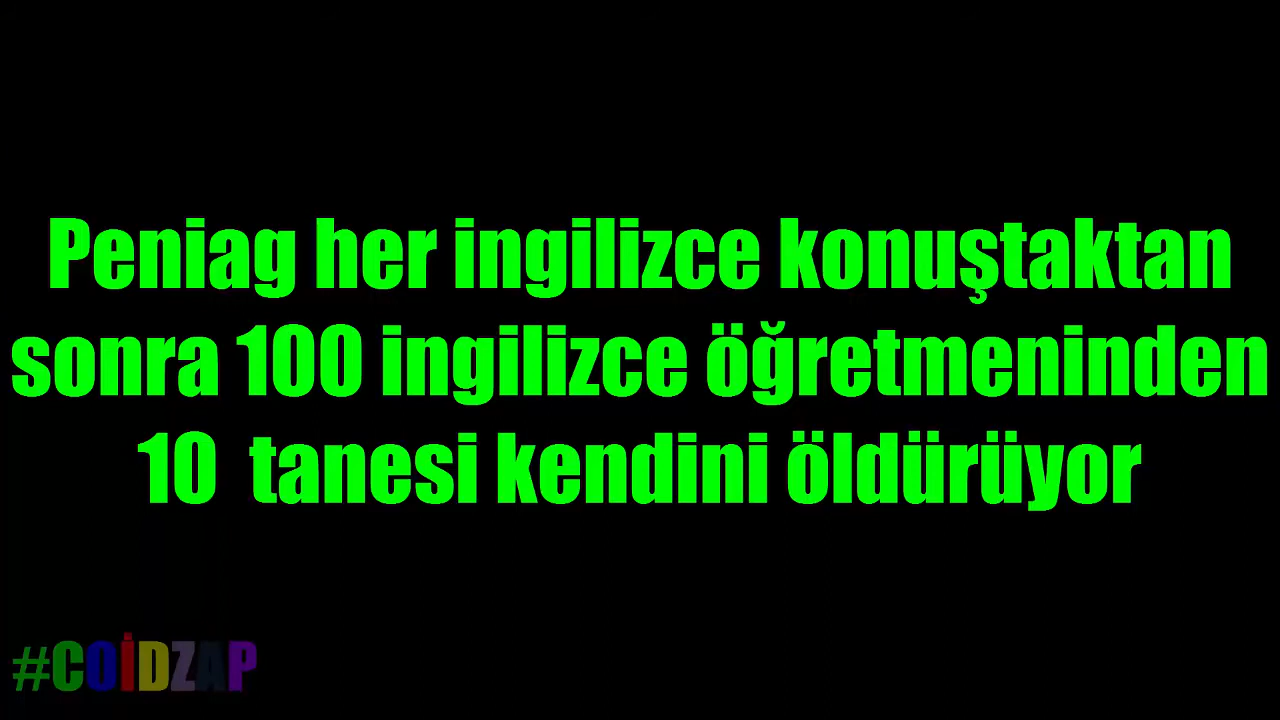 Peniag her ingilizce konuştaktan
sonra 100 ingilizce öğretmeninden
10 tanesi kendini öldürüyor
#COİDZAP